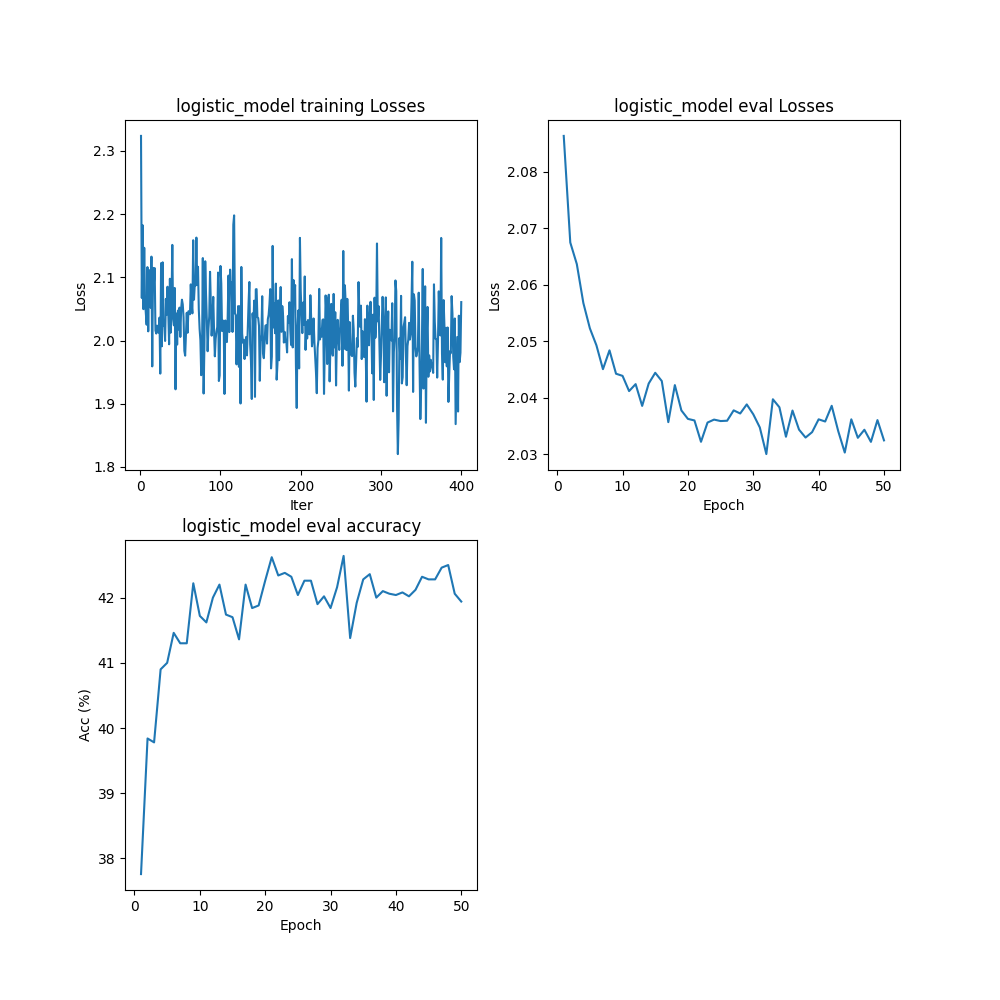 logistic_model training Losses
Loss
2.3
2.2
2.1
2.0
1.9
1.8
0 100 200 300 400
Iter
logistic_model eval Losses
Loss
2.08
2.07
2.06
2.05
2.04
2.03
0 10 20 30 40 50
Epoch
logistic_model eval accuracy
Acc (%)
42
41
40
39
38
0 10 20 30 40 50
Epoch